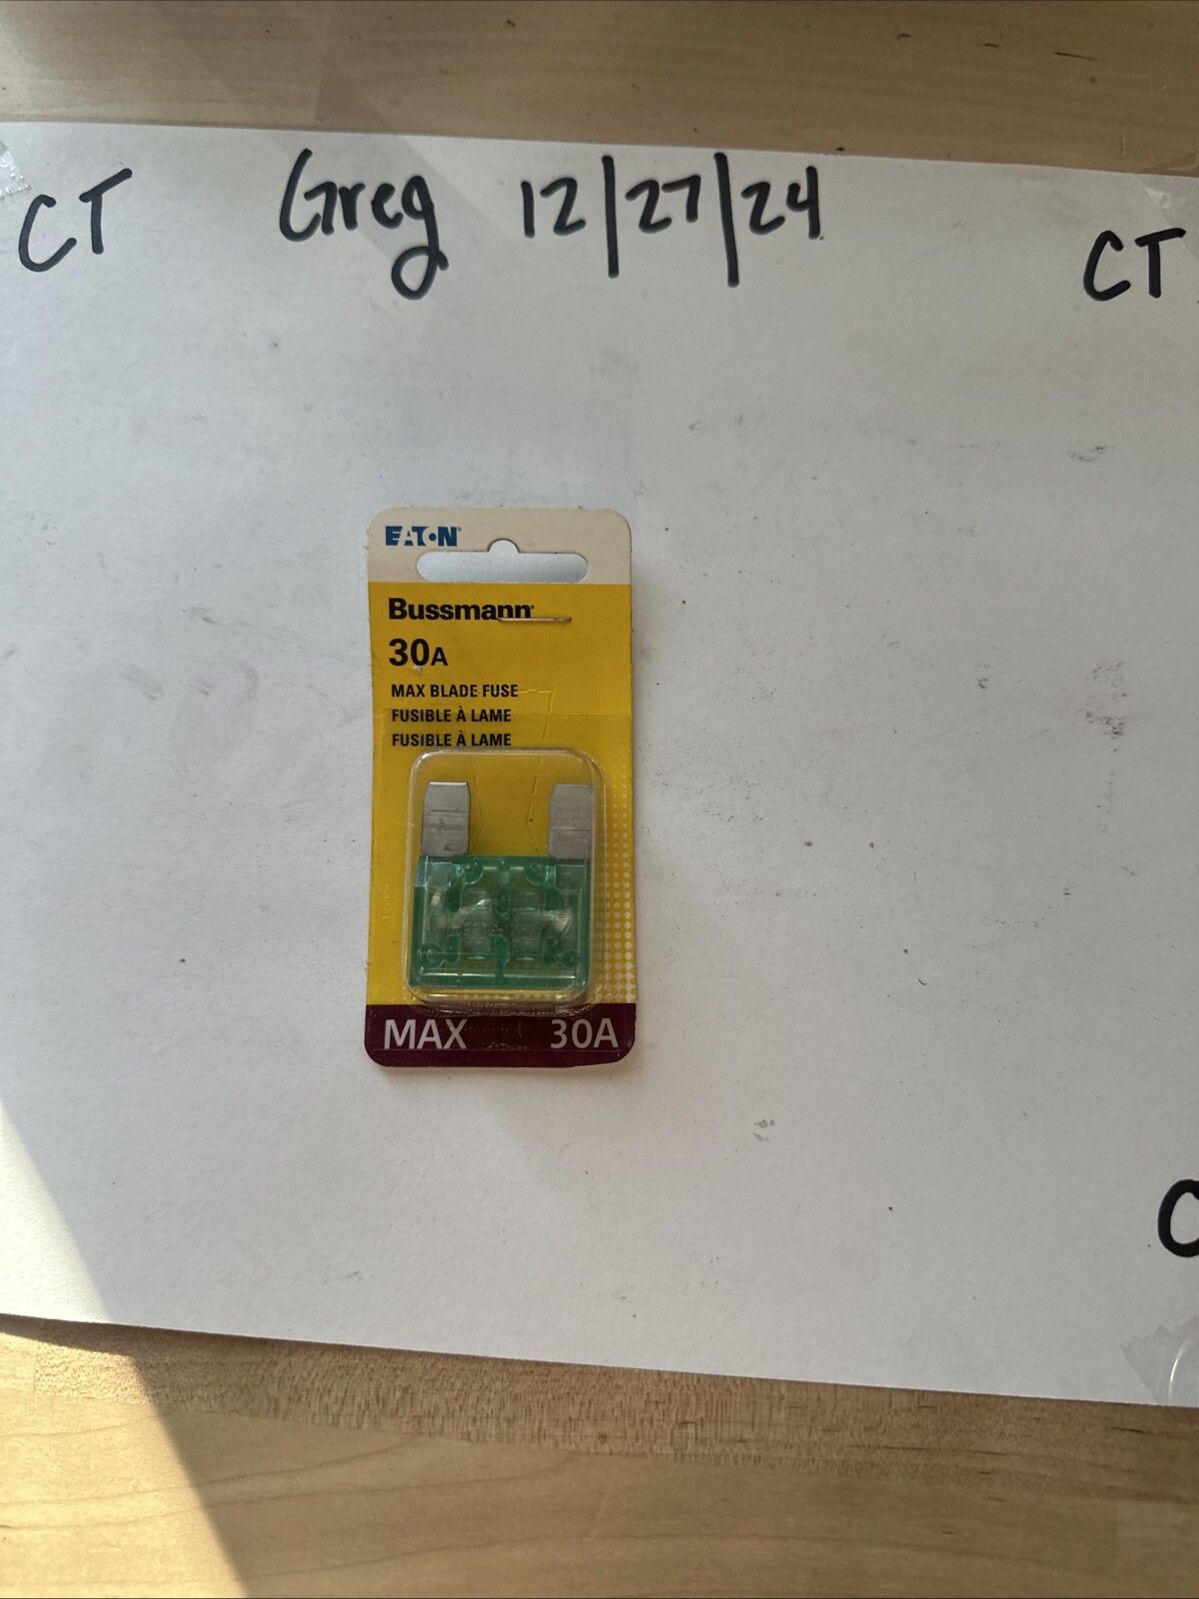 CT Greg 12/27/24 CT
EATON
Bussmann
30A
MAX BLADE FUSE
FUSIBLE À LAME
FUSIBLE À LAME
MAX 30A
C